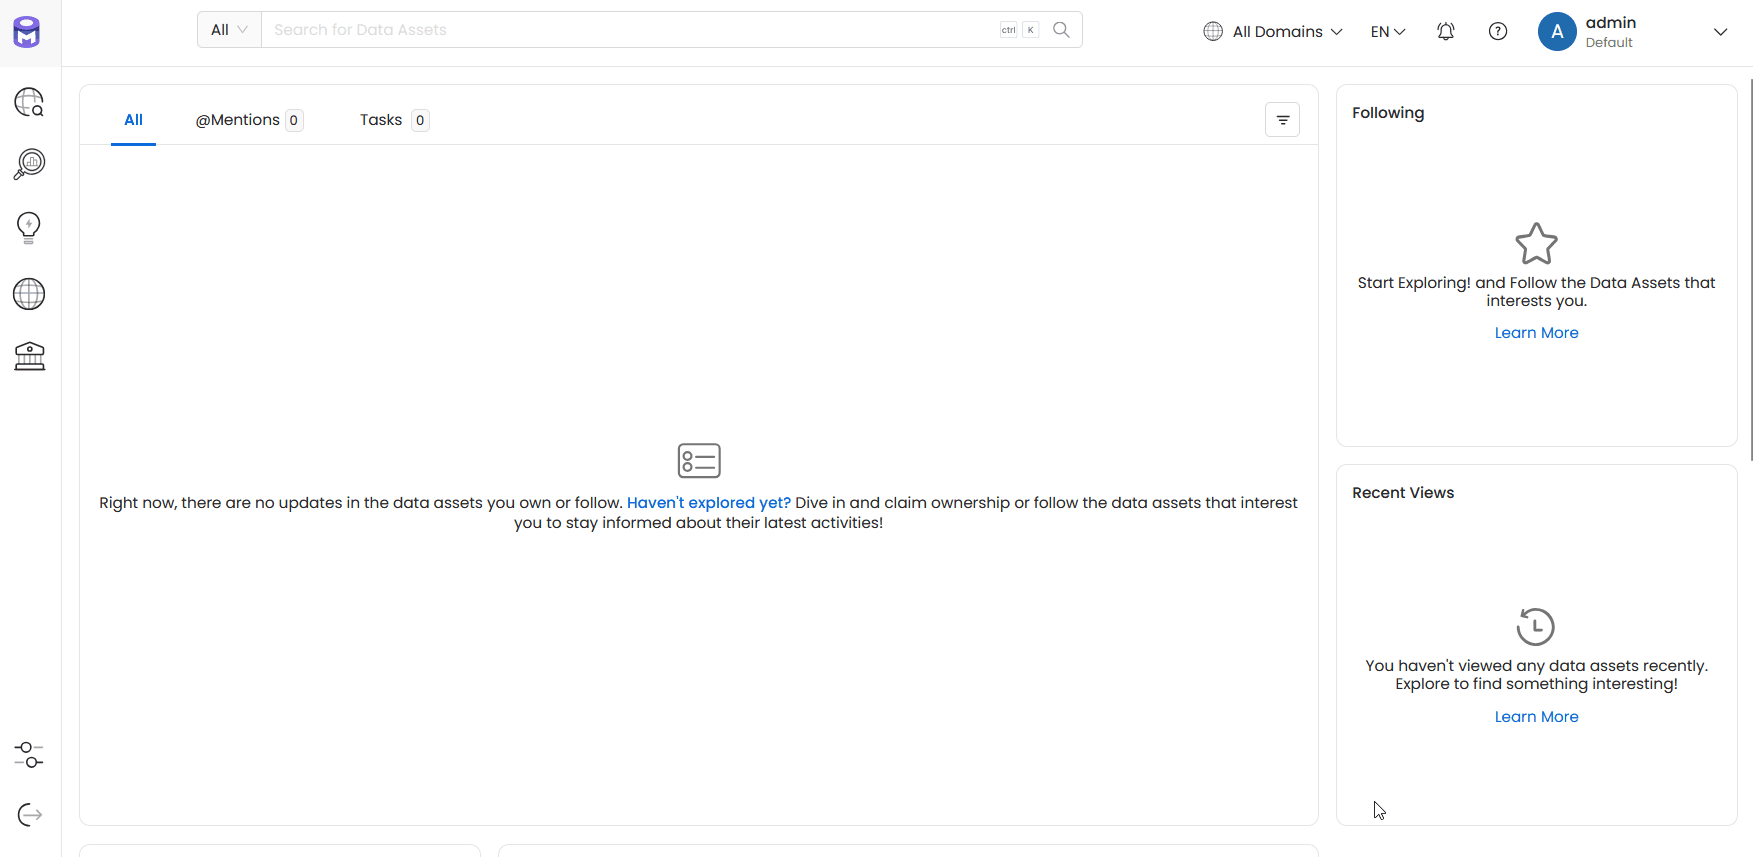 All
Search for Data Assets
ctrl K
All Domains
EN
A
admin
Default
All
@Mentions 0
Tasks 0
Following
Start Exploring! and Follow the Data Assets that
interests you.
Learn More
Right now, there are no updates in the data assets you own or follow. Haven't explored yet? Dive in and claim ownership or follow the data assets that interest
you to stay informed about their latest activities!
Recent Views
You haven't viewed any data assets recently.
Explore to find something interesting!
Learn More